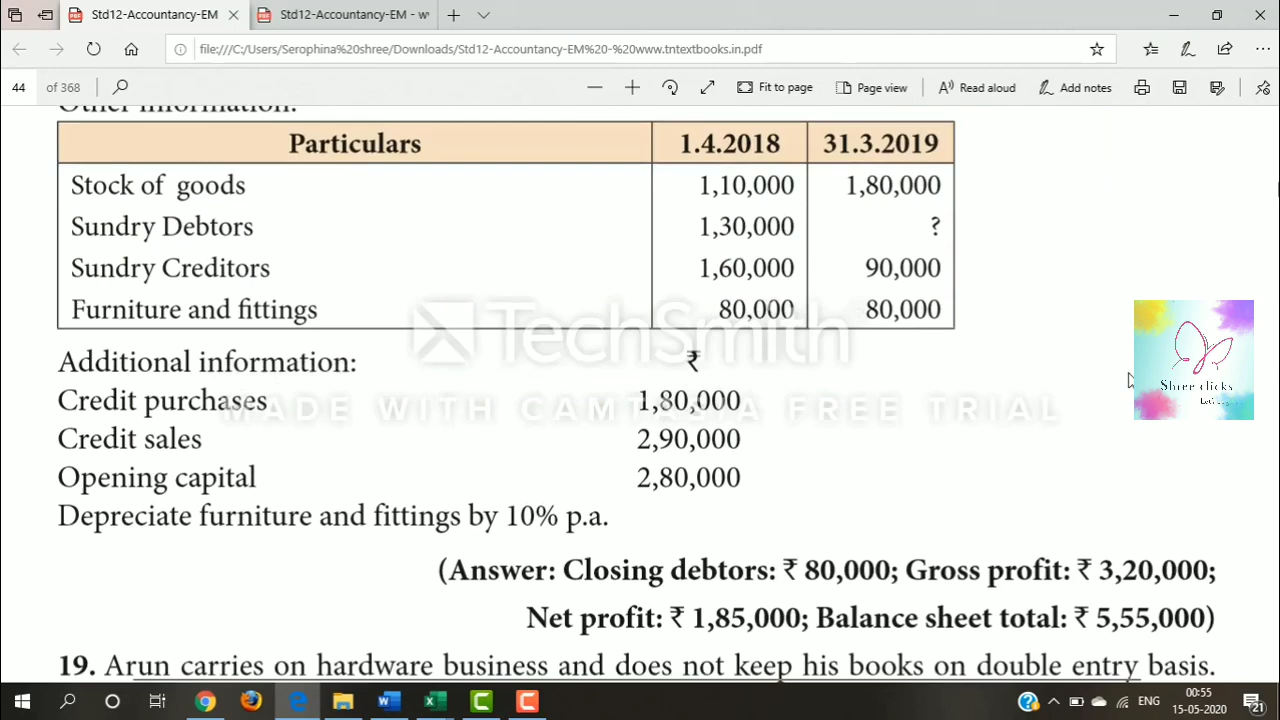 Std12-Accountancy-EM
Std12-Accountancy-EM - w
file:///C:/Users/Serophina%20shree/Downloads/Std12-Accountancy-EM%20-%20www.tntextbooks.in.pdf
44 of 368 Fit to page Page view Read aloud Add notes
Other information:
Particulars 1.4.2018 31.3.2019
Stock of goods 1,10,000 1,80,000
Sundry Debtors 1,30,000 ?
Sundry Creditors 1,60,000 90,000
Furniture and fittings 80,000 80,000
TechSmith
Additional information: ₹
Credit purchases 1,80,000
MADE WITH CAMTASIA FREE TRIAL
Credit sales 2,90,000
Opening capital 2,80,000
Depreciate furniture and fittings by 10% p.a.
(Answer: Closing debtors: ₹ 80,000; Gross profit: ₹ 3,20,000;
Net profit: ₹ 1,85,000; Balance sheet total: ₹ 5,55,000)
19. Arun carries on hardware business and does not keep his books on double entry basis.
ENG
00:55
15-05-2020
21